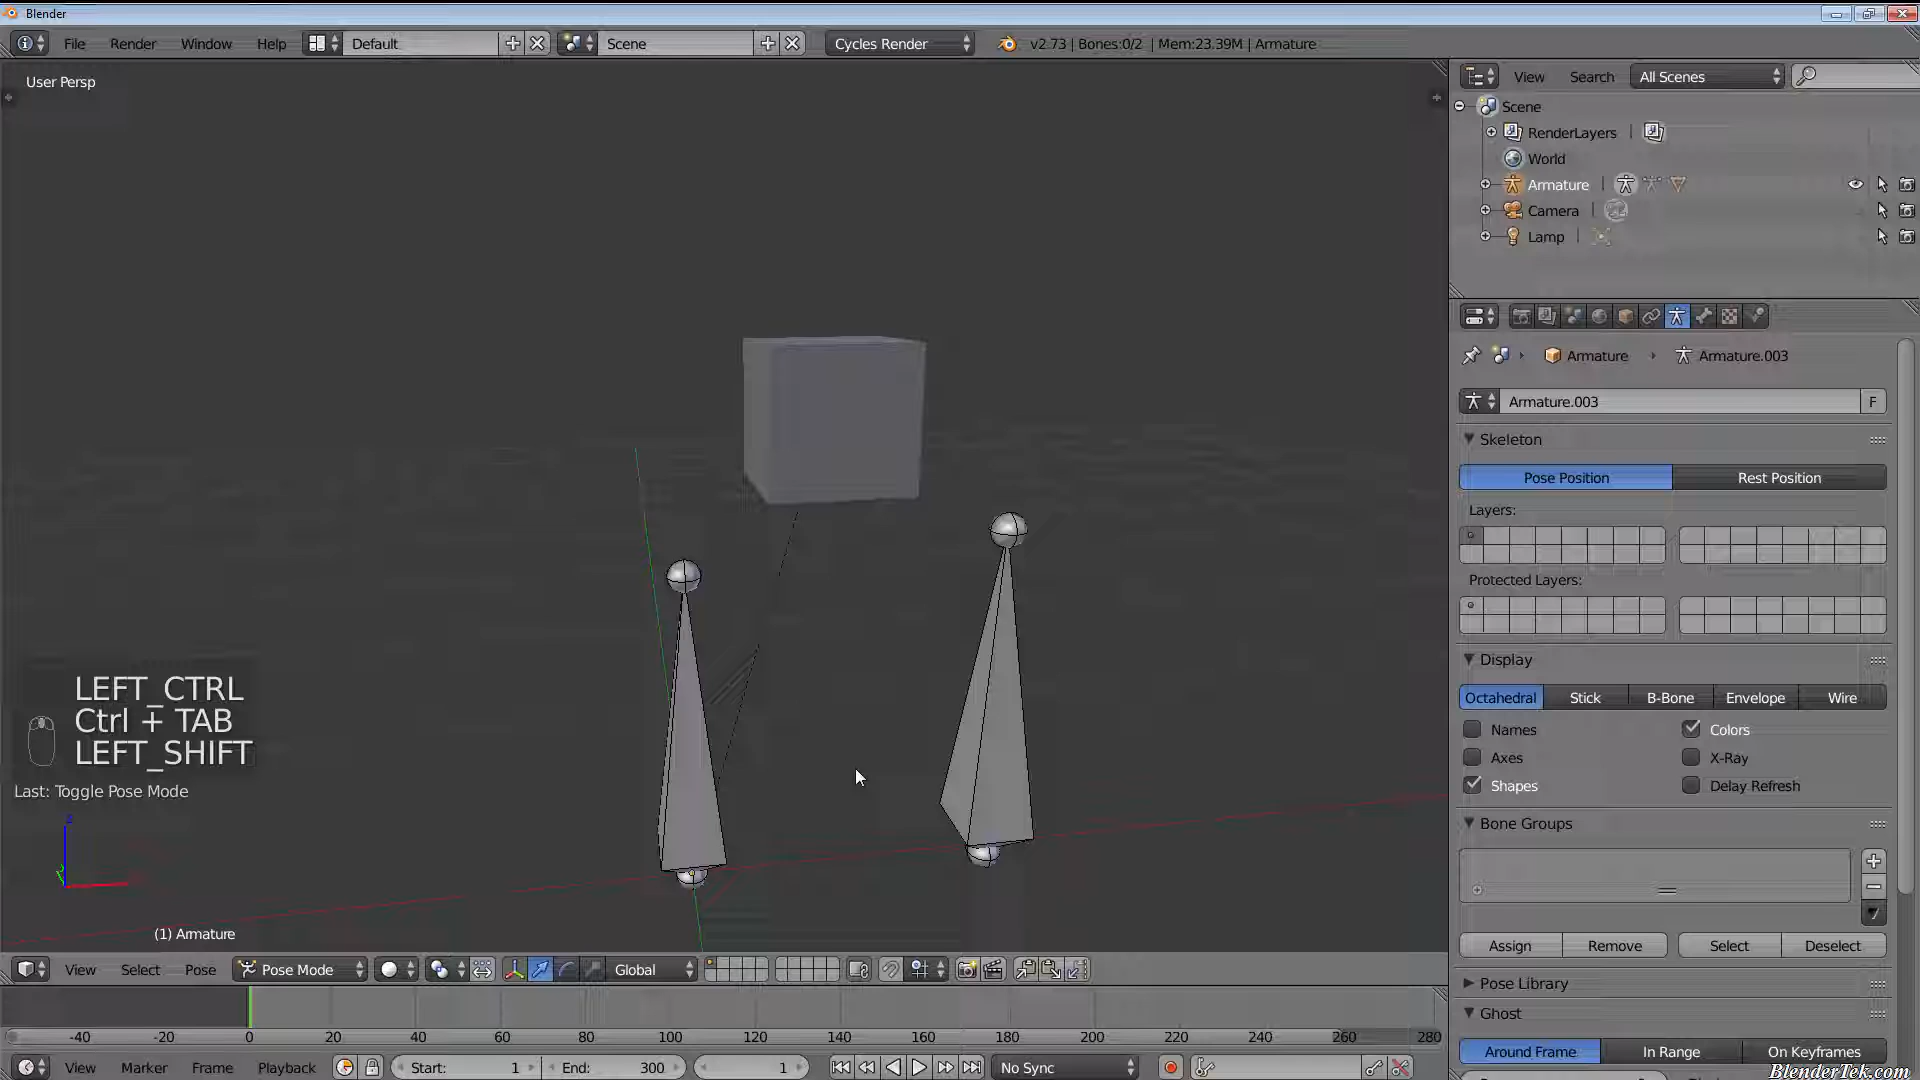 Blender
File Render Window Help Default Scene Cycles Render v2.73 | Bones:0/2 | Mem:23.39M | Armature
User Persp
View Search All Scenes
Scene
RenderLayers
World
Armature
Camera
Lamp
Armature Armature.003
Armature.003 F
Skeleton
Pose Position Rest Position
Layers:
Protected Layers:
Display
Octahedral Stick B-Bone Envelope Wire
Names Colors
Axes X-Ray
Shapes Delay Refresh
Bone Groups
Assign Remove Select Deselect
Pose Library
Ghost
Around Frame In Range On Keyframes
LEFT_CTRL
Ctrl + TAB
LEFT_SHIFT
Last: Toggle Pose Mode
(1) Armature
View Select Pose Pose Mode Global
-40 -20 0 20 40 60 80 100 120 140 160 180 200 220 240 260 280
View Marker Frame Playback Start: 1 End: 300 1 No Sync
BlenderTek.com